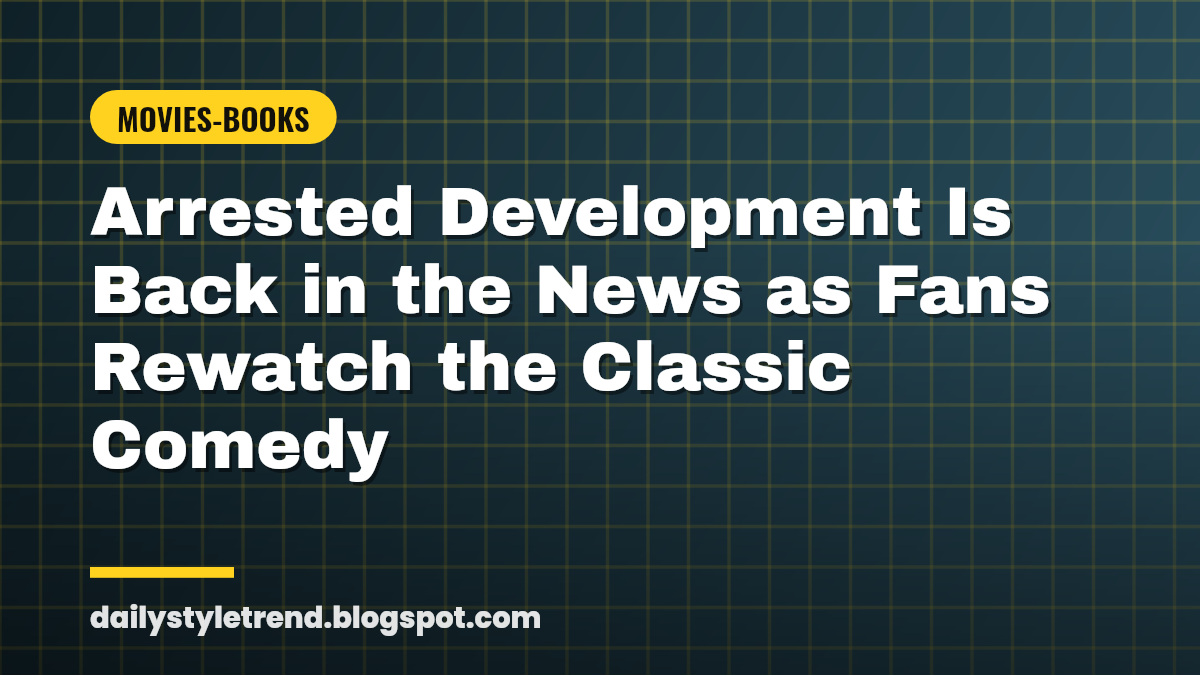 MOVIES-BOOKS
Arrested Development Is
Back in the News as Fans
Rewatch the Classic
Comedy
dailystyletrend.blogspot.com